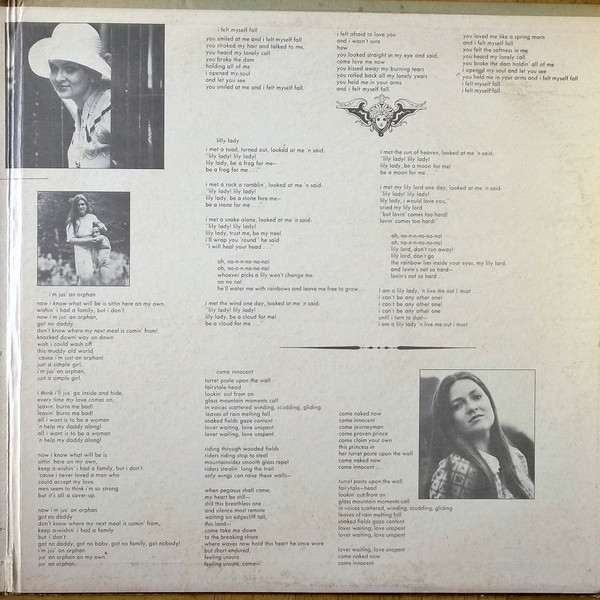 i felt myself fall
you smiled at me and i felt myself fall
you stroked my hair and talked to me,
you heard my lonely call
you broke the dam
holding all of me
i opened my soul
and let you see
you smiled at me and i felt myself fall.
i felt afraid to love you
and i wasn't sure
how
you looked straight in my eye and said,
come love me now
you kissed away my burning tears
you rolled back all my lonely years
you held me in your arms
and i felt myself fall.
you loved me like a spring morn
and i felt myself fall
you felt the softness in me
you heard my lonely call
you broke the dam holdin' all of me
i opened my soul and let you see
you held me in your arms and i felt myself fall
i felt myself fall
i felt myself fall.
lilly lady
i met a toad, turned out, looked at me 'n said:
"lily lady! lily lady!
lily lady, be a frog for me—
be a frog for me . . ."
i met a rock a ramblin', looked at me 'n said:
"lily lady! lily lady!
lily lady, be a stone fore me—
be a stone for me . . ."
i met a snake alone, looked at me 'n said:
"lily lady! lily lady!
lily lady, trust me, be my tree!
i'll wrap you 'round" he said
"i will heal your head . . ."
oh, no-n-n-no-no!
oh, no-n-n-no-no!
whoever picks a lily won't change me.
no no no!
he'll water me with rainbows and leave me free to grow. . .
i met the wind one day, looked at me 'n said:
"lily lady! lily lady!
lily lady, be a cloud for me!
be a cloud for me . . ."
i met the sun of heaven, looked at me 'n said:
"lily lady! lily lady!
lily lady, be a moon for me!
be a moon for me . . ."
i met my lily lord one day, looked at me 'n said:
"lily lady! lily lady!
lily lady, i would love you,"
cried my lily lord
"but lovin' comes too hard!
lovin' comes too hard!"
oh, no-n-n-no-no!
oh, no-n-n-no-no!
lily lord, don't run away!
lily lord, don't go
the rainbow lies inside your eyes, my lily lord,
and lovin's not so hard—
lovin's not so hard . . .
i am a lily lady, 'n live me out i must
i can't be any other one!
i can't be any other one!
i can't be any other one
until i turn to dust—
i am a lily lady 'n live me out i must
i'm jus' an orphan
now i know what will be is sittin here on my own,
wishin' i had a family, but i don't.
now i'm jus' an orphan,
got no daddy
don't know where my next meal is comin' from!
knocked down! way on down
wish i could wash off
this muddy old world
'cause i'm just an orphan!
just a simple girl.
i'm jus' an orphan,
just a simple girl.
i think i'll jus' go inside and hide,
every time my love comes on,
leavin' burns me bad!
leavin' burns me bad!
all i want is to be a woman
'n help my daddy along!
all i want is to be a woman
'n help my daddy along!
now i know what will be
sittin' here on my own,
keep a-wishin' i had a family, but i don't.
'cause i never loved a man who
could accept my love.
men seem to think i'm so strong
but it's all a cover-up.
now i'm jus' an orphan
got no daddy
don't know where my next meal is comin' from,
keep a-wishin' i had a family
but i don't
got no daddy, got no baby, got no family, got nobody!
i'm jus' an orphan
jus' an orphan on my own
jus' an orphan.
come innocent
turret paste upon the wall
fairytale-head
lookin' out from on
glass mountain moments call
in voices scattered winding, scudding, gliding
leaves of rain melting fall
soaked fields gaze content
lover waiting, love unspent
lover waiting, love unspent.
riding through wooded fields
riders riding stop to steal
mountainsides smooth glass rapel
riders stealin' long the trail
only wings can raise these walls—
when pegasus shall come,
my heart be still—
still this breathless one
and silence most remote
waiting on edgecliff tall,
this land—
come take me down
to the breaking shore
where waves now hold this heart he once wore
but short endured,
feeling unsure.
feeling unsure, come—
come naked now
come innocent
come journeyman
come proven prince
come claim your own
this princess in
her turret paste upon the wall
come naked now
come innocent . .
turret paste upon the wall
fairytale—head
lookin' out from on
glass mountain moments call
in voices scattered, winding, scudding, gliding
leaves of rain melting fall
soaked fields gaze content
lover waiting, love unspent
lover waiting, love unspent
lover waiting, love unspent
come naked now
come innocent